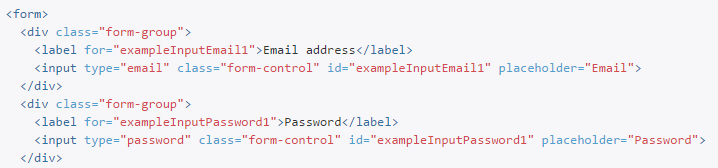 <form>
<div class="form-group">
<label for="exampleInputEmail1">Email address</label>
<input type="email" class="form-control" id="exampleInputEmail1" placeholder="Email">
</div>
<div class="form-group">
<label for="exampleInputPassword1">Password</label>
<input type="password" class="form-control" id="exampleInputPassword1" placeholder="Password">
</div>